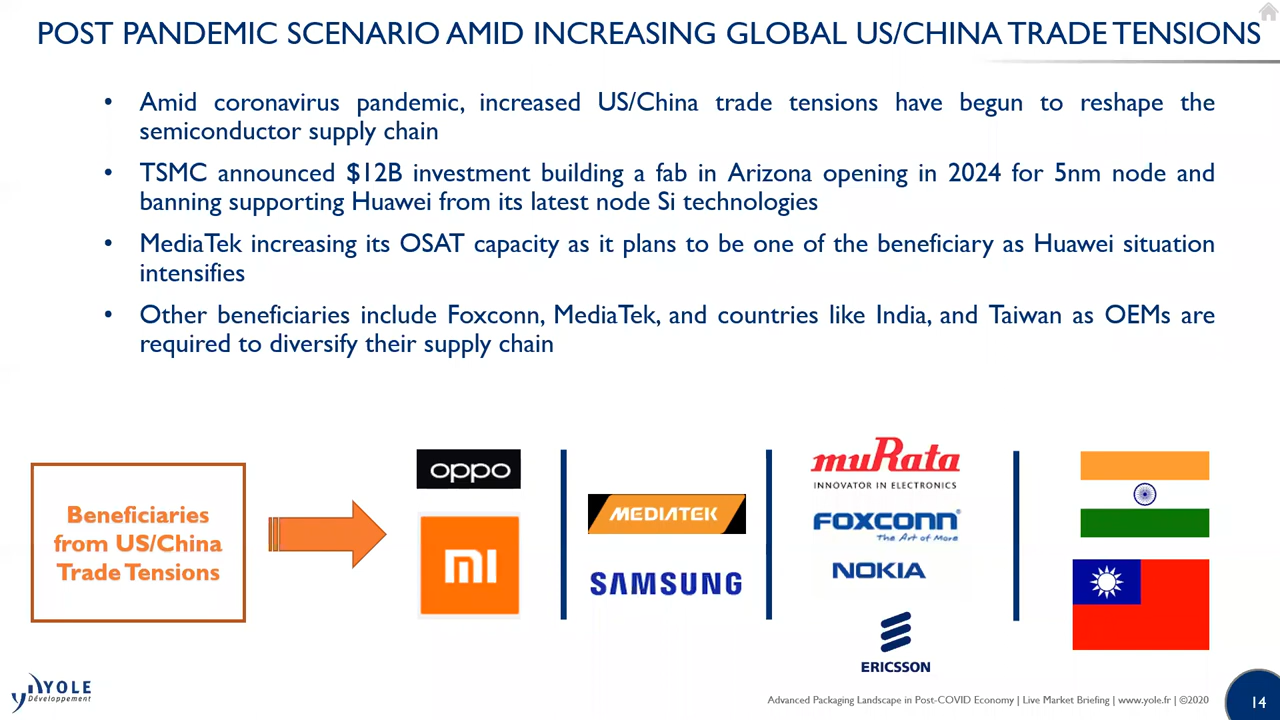 POST PANDEMIC SCENARIO AMID INCREASING GLOBAL US/CHINA TRADE TENSIONS
• Amid coronavirus pandemic, increased US/China trade tensions have begun to reshape the
semiconductor supply chain
• TSMC announced $12B investment building a fab in Arizona opening in 2024 for 5nm node and
banning supporting Huawei from its latest node Si technologies
• MediaTek increasing its OSAT capacity as it plans to be one of the beneficiary as Huawei situation
intensifies
• Other beneficiaries include Foxconn, MediaTek, and countries like India, and Taiwan as OEMs are
required to diversify their supply chain
Beneficiaries
from US/China
Trade Tensions
oppo
mi
MEDIATEK
SAMSUNG
muRata
INNOVATOR IN ELECTRONICS
FOXCONN®
The Art of More
NOKIA
ERICSSON
YOLE
Développement
Advanced Packaging Landscape in Post-COVID Economy | Live Market Briefing | www.yole.fr | ©2020
14